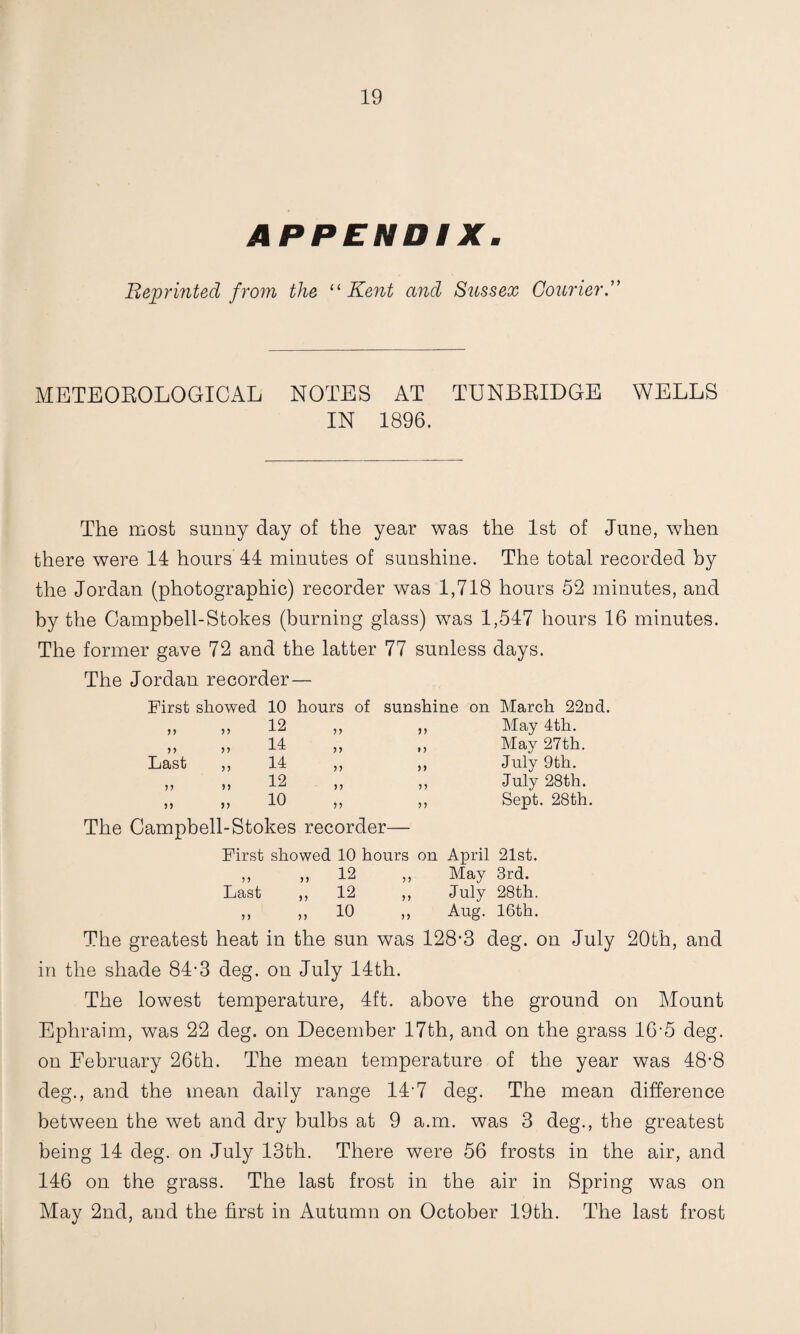 19
APPENDIX.
Reprinted from the “Kent and Sussex Courier.”
METEOROLOGICAL NOTES AT TUNBRIDGE WELLS
IN 1896.
The most sunny day of the year was the 1st of June, when
there were 14 hours 44 minutes of sunshine. The total recorded by
the Jordan (photographic) recorder was 1,718 hours 52 minutes, and
by the Campbell-Stokes (burning glass) was 1,547 hours 16 minutes.
The former gave 72 and the latter 77 sunless days.
The Jordan recorder—
First showed 10 hours of sunshine on March 22nd.
,, ,, 12 ,, ,, May 4th.
,, ,, 14 ,, ,, May 27th.
Last ,, 14 ,, ,, July 9th.
,, ,, 12 ,, ,, July 28th.
,, ,, 10 ,, ,, Sept. 28th.
The Campbell-Stokes recorder—
First showed 10 hours on April 21st.
,, ,, 12 ,, May 3rd.
Last ,, 12 ,, July 28th.
,, ,, 10 ,, Aug. 16th.
The greatest heat in the sun was 128·3 deg. on July 20th, and
in the shade 84·3 deg. on July 14th.
The lowest temperature, 4ft. above the ground on Mount
Ephraim, was 22 deg. on December 17th, and on the grass 16·5 deg.
on February 26th. The mean temperature of the year was 48·8
deg., and the mean daily range 14·7 deg. The mean difference
between the wet and dry bulbs at 9 a.m. was 3 deg., the greatest
being 14 deg. on July 13th. There were 56 frosts in the air, and
146 on the grass. The last frost in the air in Spring was on
May 2nd, and the first in Autumn on October 19th. The last frost